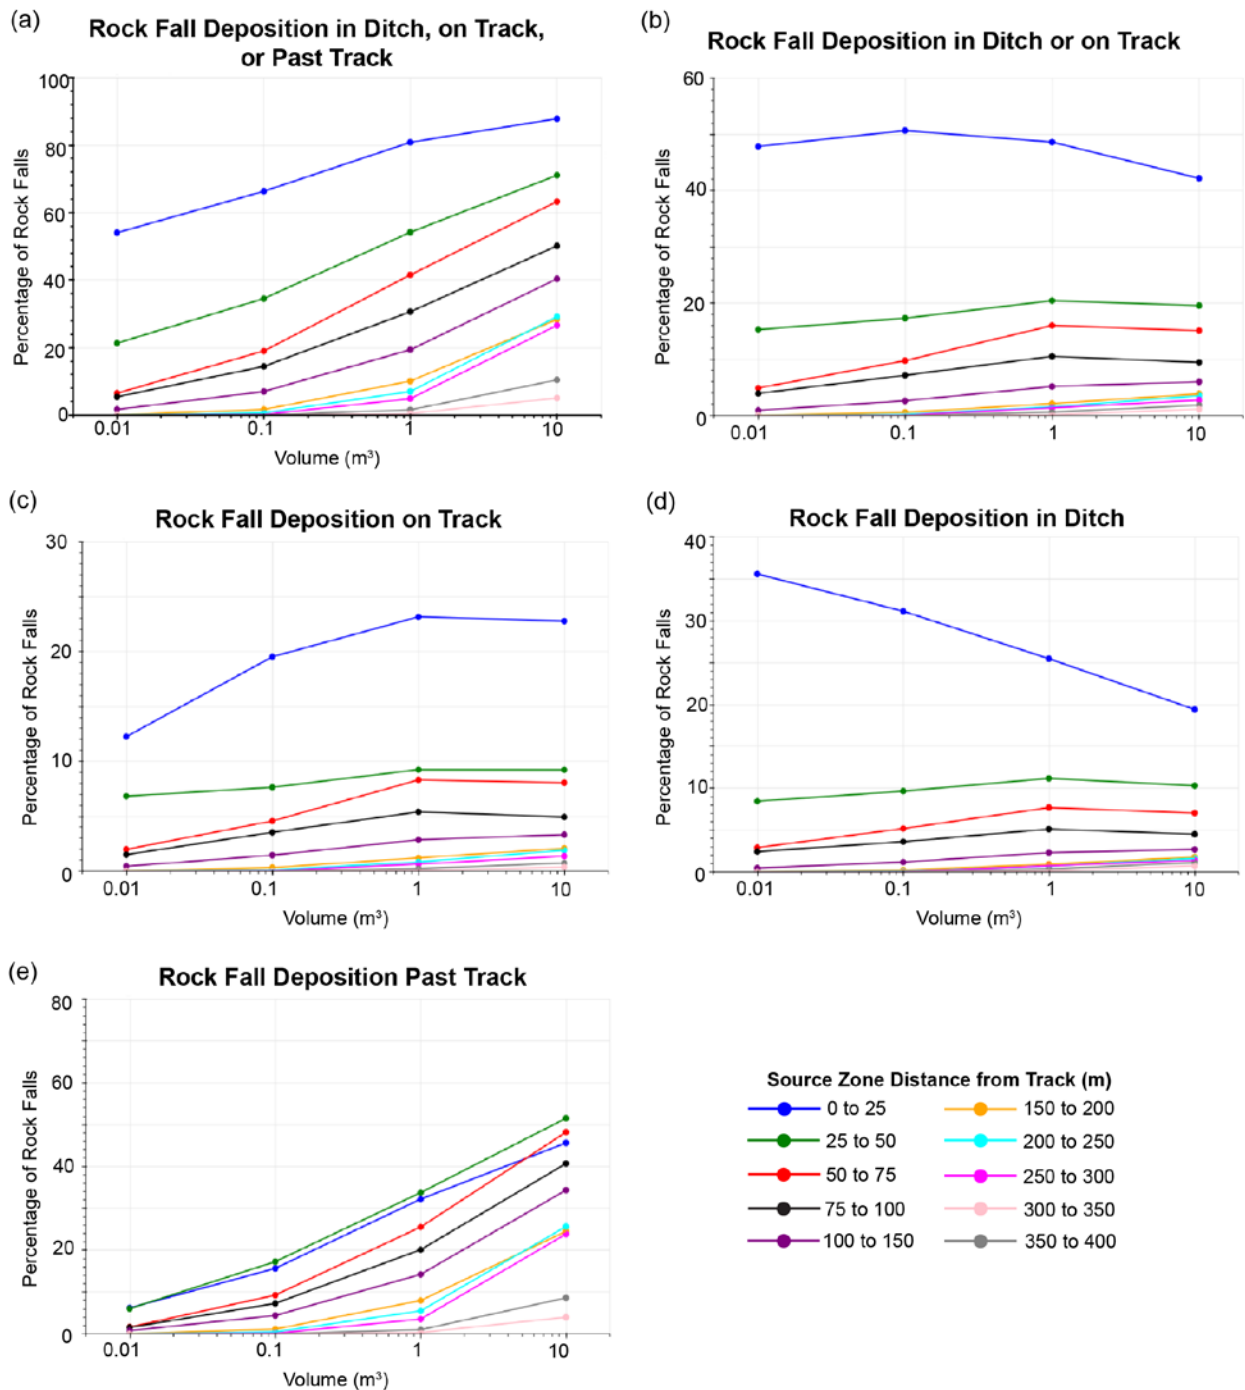 (a)
Rock Fall Deposition in Ditch, on Track,
or Past Track
Percentage of Rock Falls
100
80
60
40
20
0
0.01
0.1
1
10
Volume (m³)
(b)
Rock Fall Deposition in Ditch or on Track
Percentage of Rock Falls
60
40
20
0
0.01
0.1
1
10
Volume (m³)
(c)
Rock Fall Deposition on Track
Percentage of Rock Falls
30
20
10
0
0.01
0.1
1
10
Volume (m³)
(d)
Rock Fall Deposition in Ditch
Percentage of Rock Falls
40
30
20
10
0
0.01
0.1
1
10
Volume (m³)
(e)
Rock Fall Deposition Past Track
Percentage of Rock Falls
80
60
40
20
0
0.01
0.1
1
10
Volume (m³)
Source Zone Distance from Track (m)
0 to 25
25 to 50
50 to 75
75 to 100
100 to 150
150 to 200
200 to 250
250 to 300
300 to 350
350 to 400